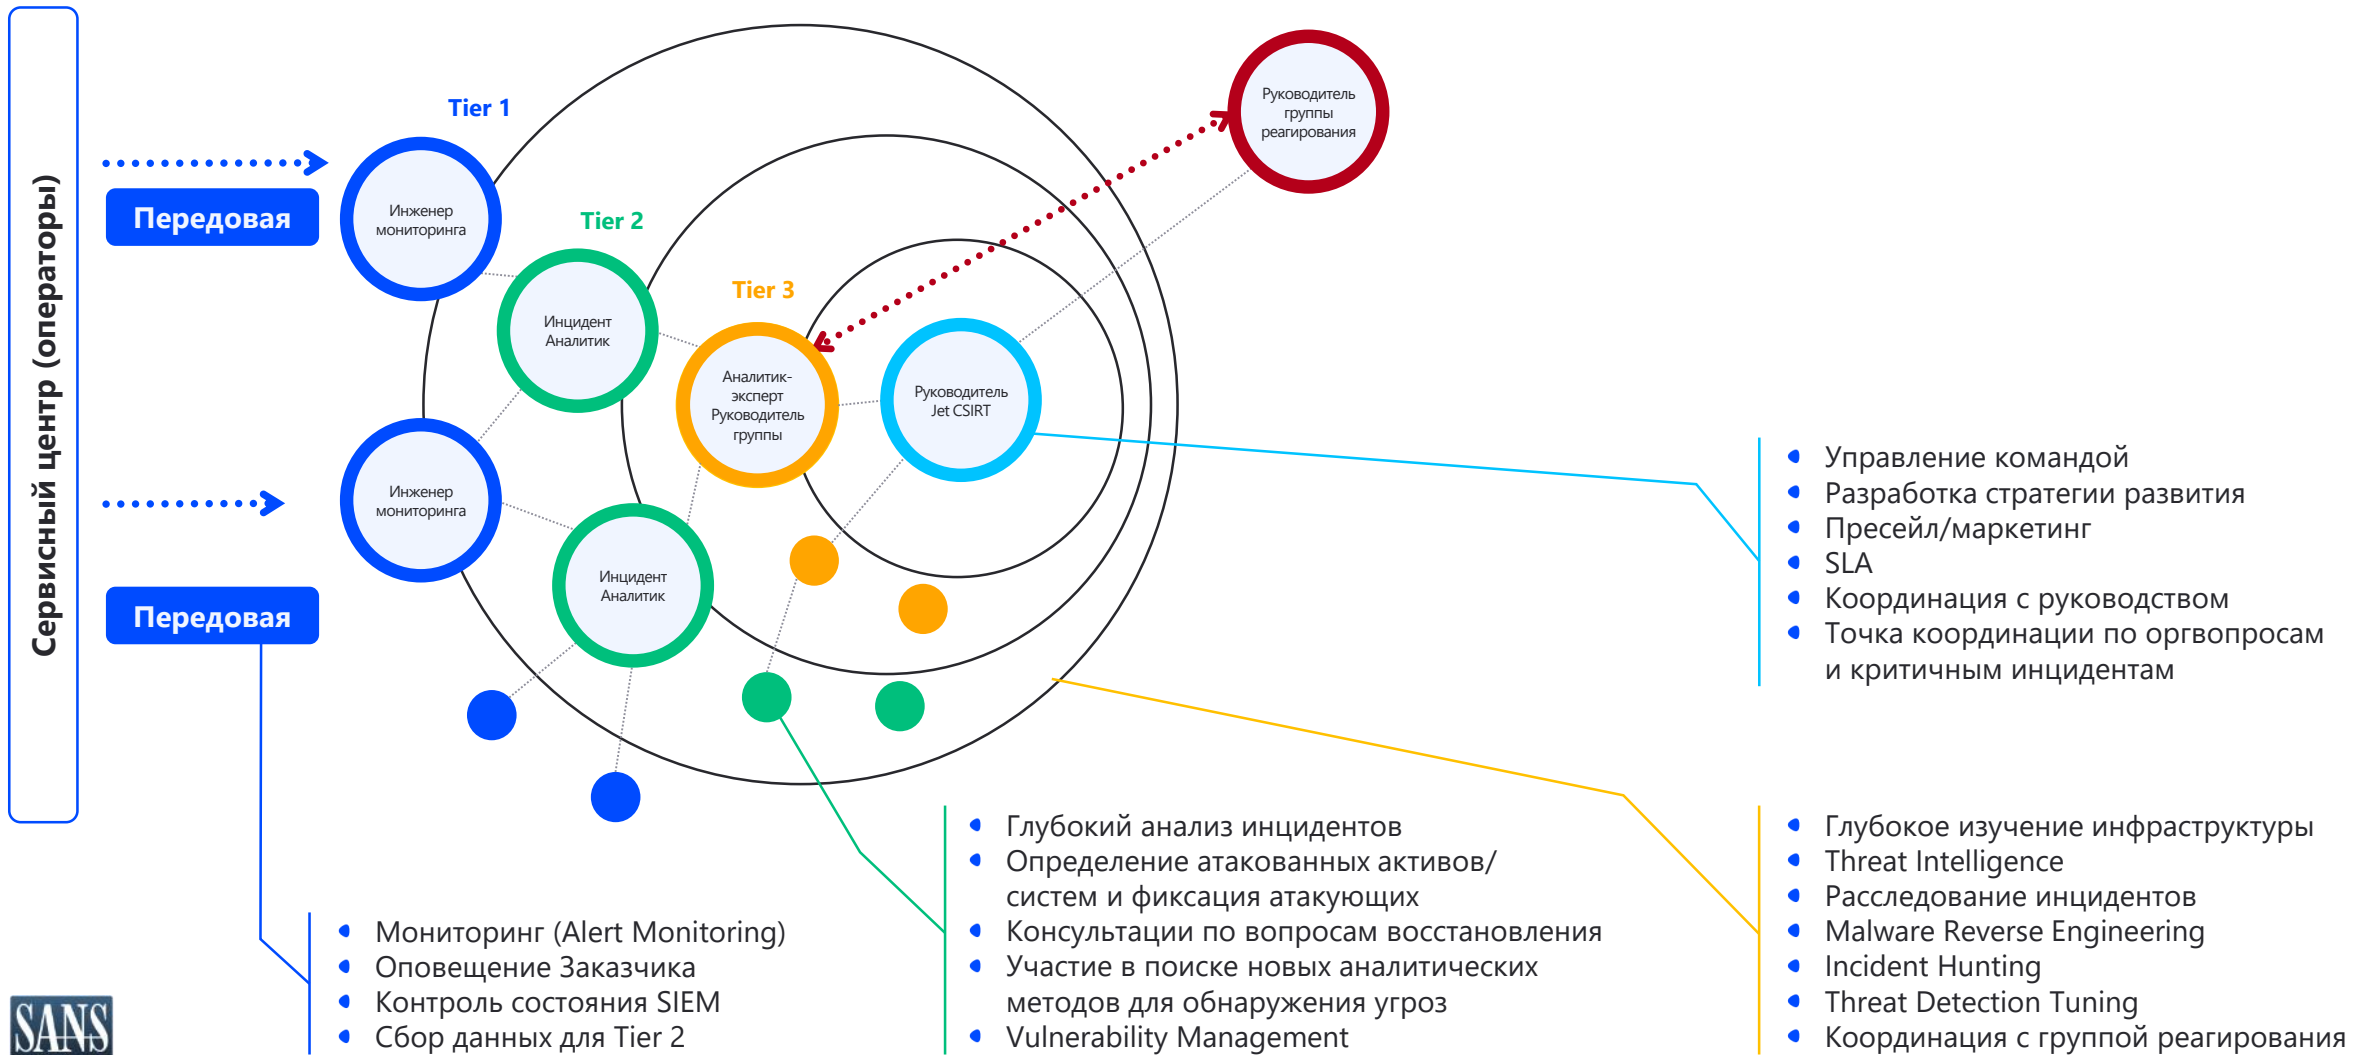 Сервисный центр (операторы)
Передовая
Передовая
Tier 1
Tier 2
Tier 3
Инженер
мониторинга
Инцидент
Аналитик
Аналитик-
эксперт
Руководитель
группы
Руководитель
Jet CSIRT
Руководитель
группы
реагирования
Инженер
мониторинга
Инцидент
Аналитик
Управление командой
Разработка стратегии развития
Пресейл/маркетинг
SLA
Координация с руководством
Точка координации по оргвопросам
и критичным инцидентам
Мониторинг (Alert Monitoring)
Оповещение Заказчика
Контроль состояния SIEM
Сбор данных для Tier 2
Глубокий анализ инцидентов
Определение атакованных активов/
систем и фиксация атакующих
Консультации по вопросам восстановления
Участие в поиске новых аналитических
методов для обнаружения угроз
Vulnerability Management
Глубокое изучение инфраструктуры
Threat Intelligence
Расследование инцидентов
Malware Reverse Engineering
Incident Hunting
Threat Detection Tuning
Координация с группой реагирования
SANS